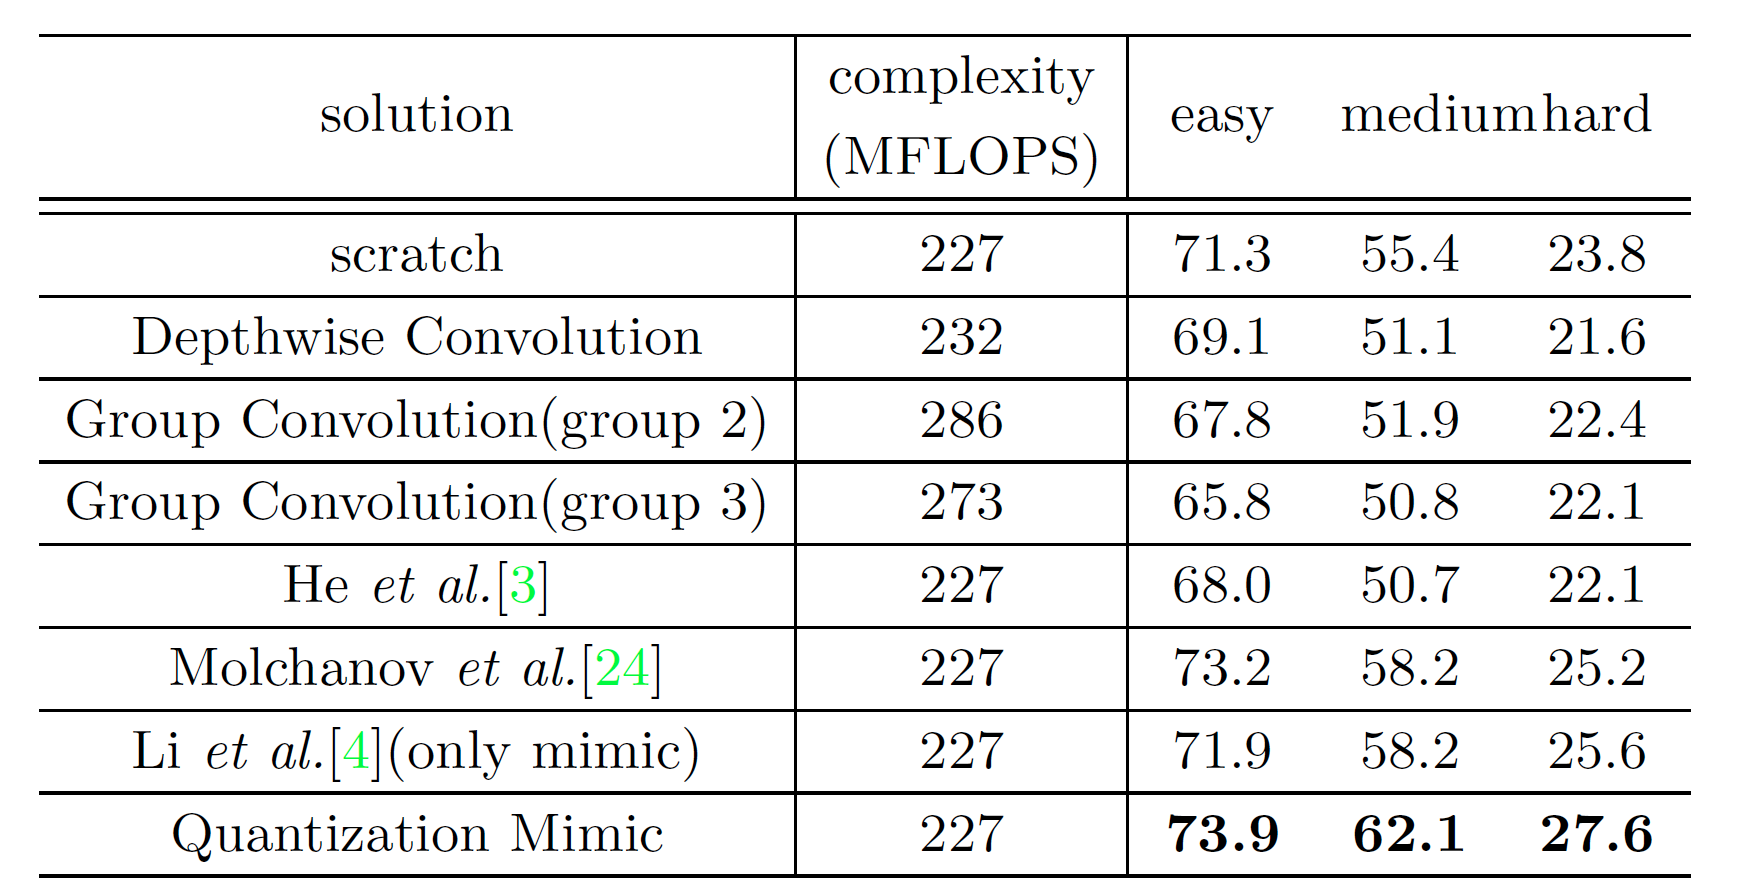 solution complexity (MFLOPS) easy medium hard
scratch 227 71.3 55.4 23.8
Depthwise Convolution 232 69.1 51.1 21.6
Group Convolution(group 2) 286 67.8 51.9 22.4
Group Convolution(group 3) 273 65.8 50.8 22.1
He et al.[3] 227 68.0 50.7 22.1
Molchanov et al.[24] 227 73.2 58.2 25.2
Li et al.[4](only mimic) 227 71.9 58.2 25.6
Quantization Mimic 227 73.9 62.1 27.6